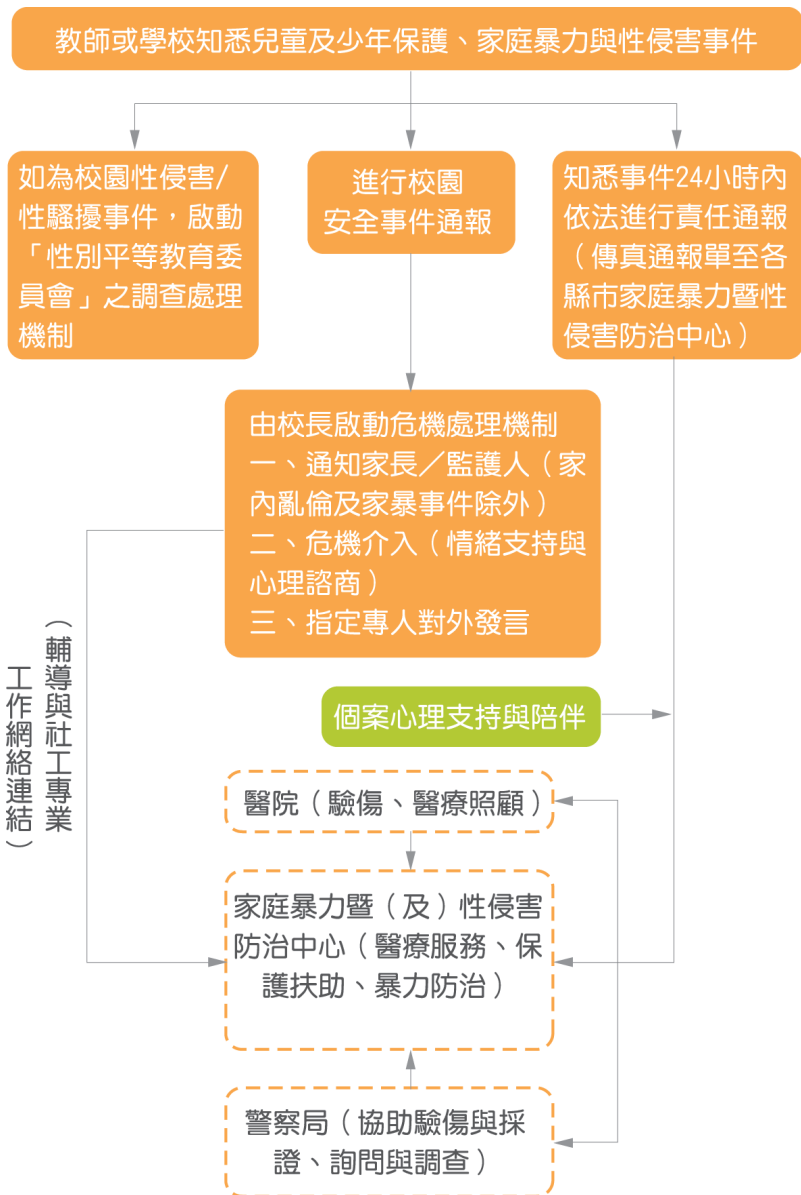 教師或學校知悉兒童及少年保護、家庭暴力與性侵害事件
如為校園性侵害/
性騷擾事件，啟動
「性別平等教育委
員會」之調查處理
機制
進行校園
安全事件通報
知悉事件24小時內
依法進行責任通報
（傳真通報單至各
縣市家庭暴力暨性
侵害防治中心）
由校長啟動危機處理機制
一、通知家長／監護人（家
內亂倫及家暴事件除外）
二、危機介入（情緒支持與
心理諮商）
三、指定專人對外發言
（輔導與社工專業
工作網絡連結）
個案心理支持與陪伴
醫院（驗傷、醫療照顧）
家庭暴力暨（及）性侵害
防治中心（醫療服務、保
護扶助、暴力防治）
警察局（協助驗傷與採
證、詢問與調查）